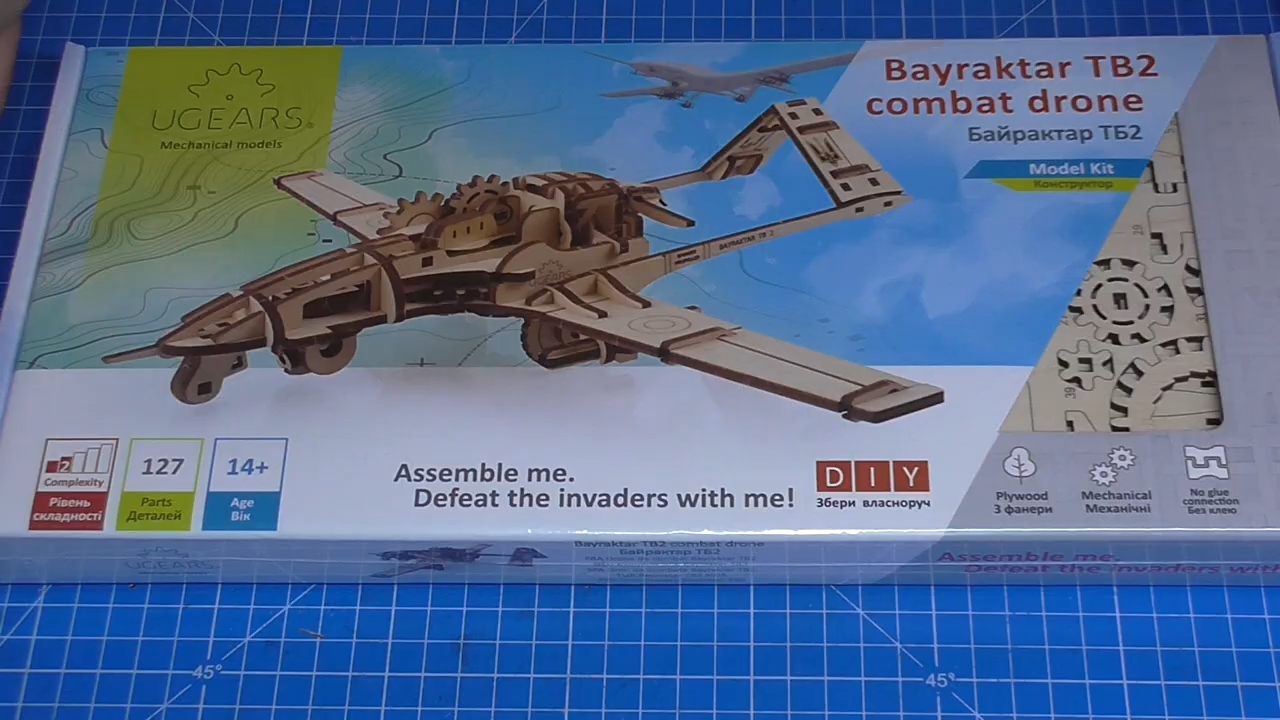 UGEARS
Mechanical models
Bayraktar TB2
combat drone
Байрактар ТБ2
Model Kit
Конструктор
BAYRAKTAR TB 2
UGEARS
29
39
2
Complexity
Рівень
складності
127
Parts
Деталей
14+
Age
Вік
Assemble me.
Defeat the invaders with me!
DIY
Збери власноруч
Plywood
З фанери
Mechanical
Механічні
No glue
connection
Без клею
UGEARS
Bayraktar TB2 combat drone
Байрактар ТБ2
Assemble me.
Defeat the invaders with
45°
45°